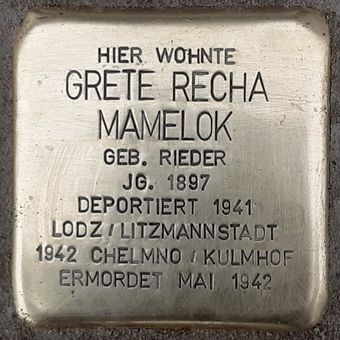 HIER WOHNTE
GRETE RECHA
MAMELOK
GEB. RIEDER
JG. 1897
DEPORTIERT 1941
LODZ / LITZMANNSTADT
1942 CHELMNO / KULMHOF
ERMORDET MAI 1942